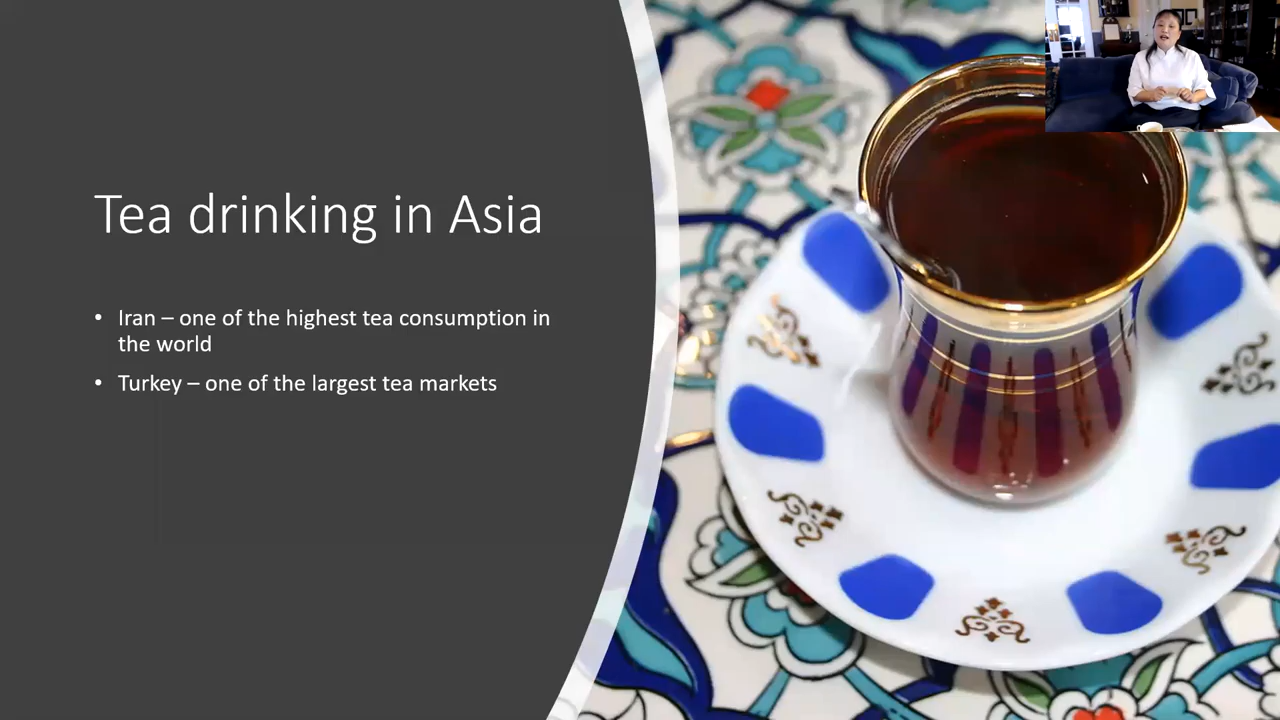 Tea drinking in Asia
• Iran – one of the highest tea consumption in
the world
• Turkey – one of the largest tea markets